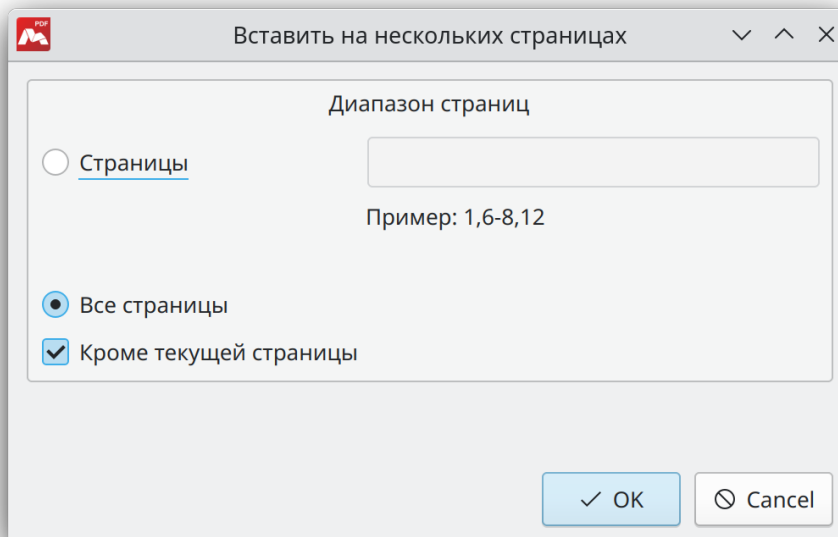 PDF
Вставить на нескольких страницах
Диапазон страниц
Страницы
Пример: 1,6-8,12
Все страницы
Кроме текущей страницы
OK
Cancel